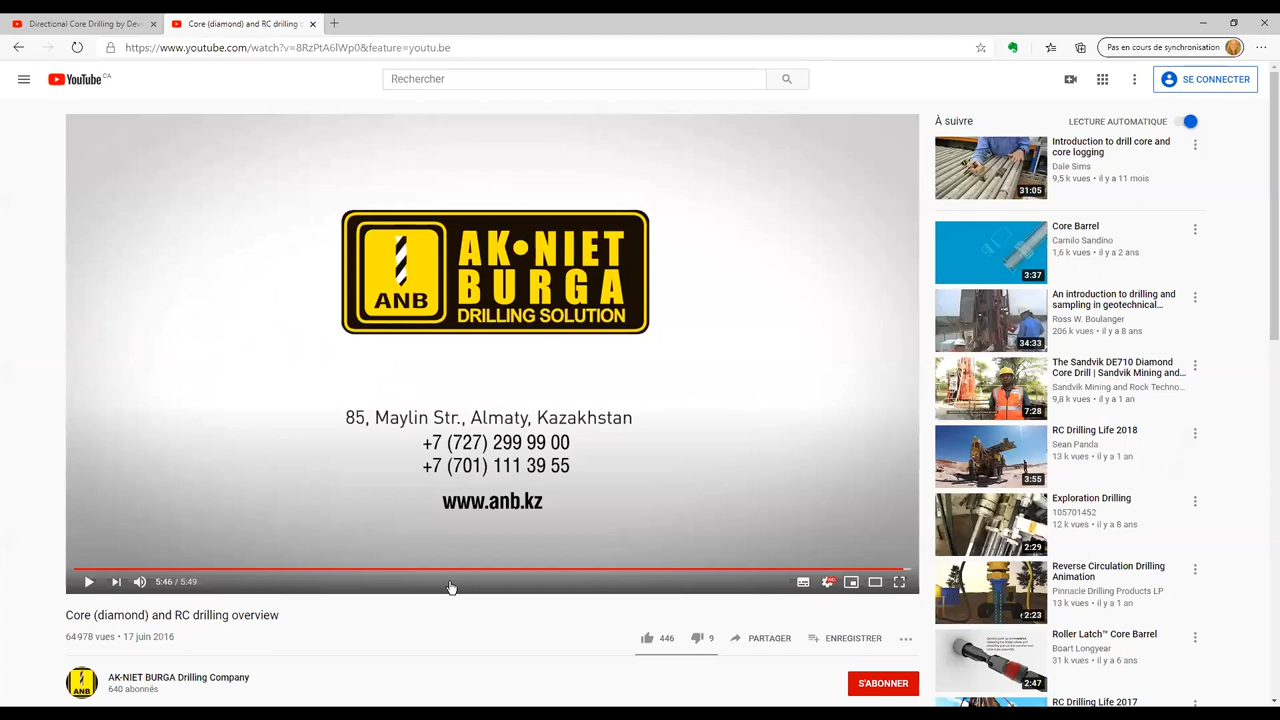 Directional Core Drilling by Dev
Core (diamond) and RC drilling
https://www.youtube.com/watch?v=8RzPtA6lWp0&feature=youtu.be
Pas en cours de synchronisation
YouTube CA
Rechercher
SE CONNECTER
AK•NIET
BURGA
DRILLING SOLUTION
ANB
85, Maylin Str., Almaty, Kazakhstan
+7 (727) 299 99 00
+7 (701) 111 39 55
www.anb.kz
5:46 / 5:49
HD
Core (diamond) and RC drilling overview
64 978 vues • 17 juin 2016
446
9
PARTAGER
ENREGISTRER
ANB
AK-NIET BURGA Drilling Company
640 abonnés
S'ABONNER
À suivre
LECTURE AUTOMATIQUE
Introduction to drill core and
core logging
Dale Sims
9,5 k vues • il y a 11 mois
31:05
Core Barrel
Camilo Sandino
1,6 k vues • il y a 2 ans
3:37
An introduction to drilling and
sampling in geotechnical...
Ross W. Boulanger
206 k vues • il y a 8 ans
34:33
The Sandvik DE710 Diamond
Core Drill | Sandvik Mining and...
Sandvik Mining and Rock Techno...
9,8 k vues • il y a 1 an
7:28
RC Drilling Life 2018
Sean Panda
13 k vues • il y a 1 an
3:55
Exploration Drilling
105701452
12 k vues • il y a 8 ans
2:29
Reverse Circulation Drilling
Animation
Pinnacle Drilling Products LP
13 k vues • il y a 1 an
2:23
Roller Latch™ Core Barrel
Boart Longyear
31 k vues • il y a 6 ans
2:47
RC Drilling Life 2017